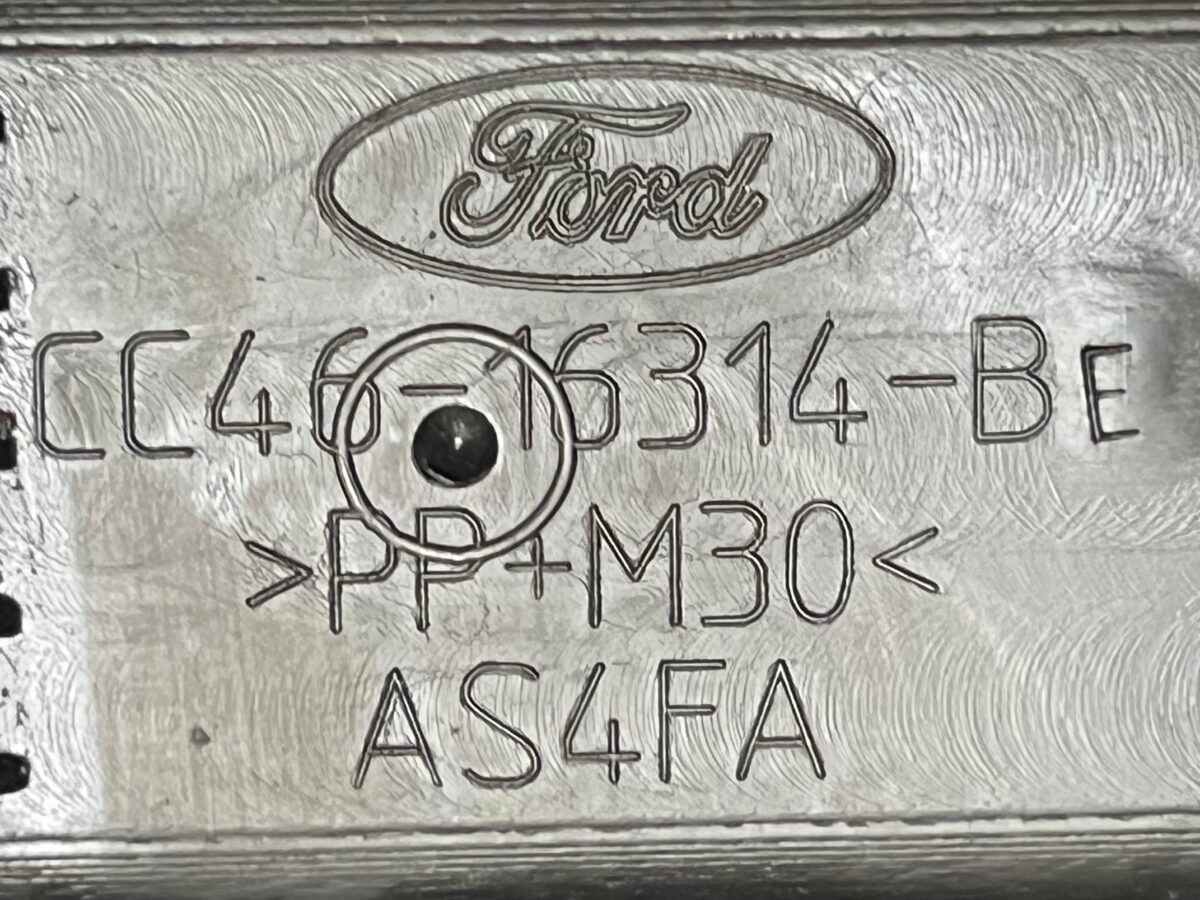 Ford
CC46-16314-BE
>PP+M30<
AS4FA